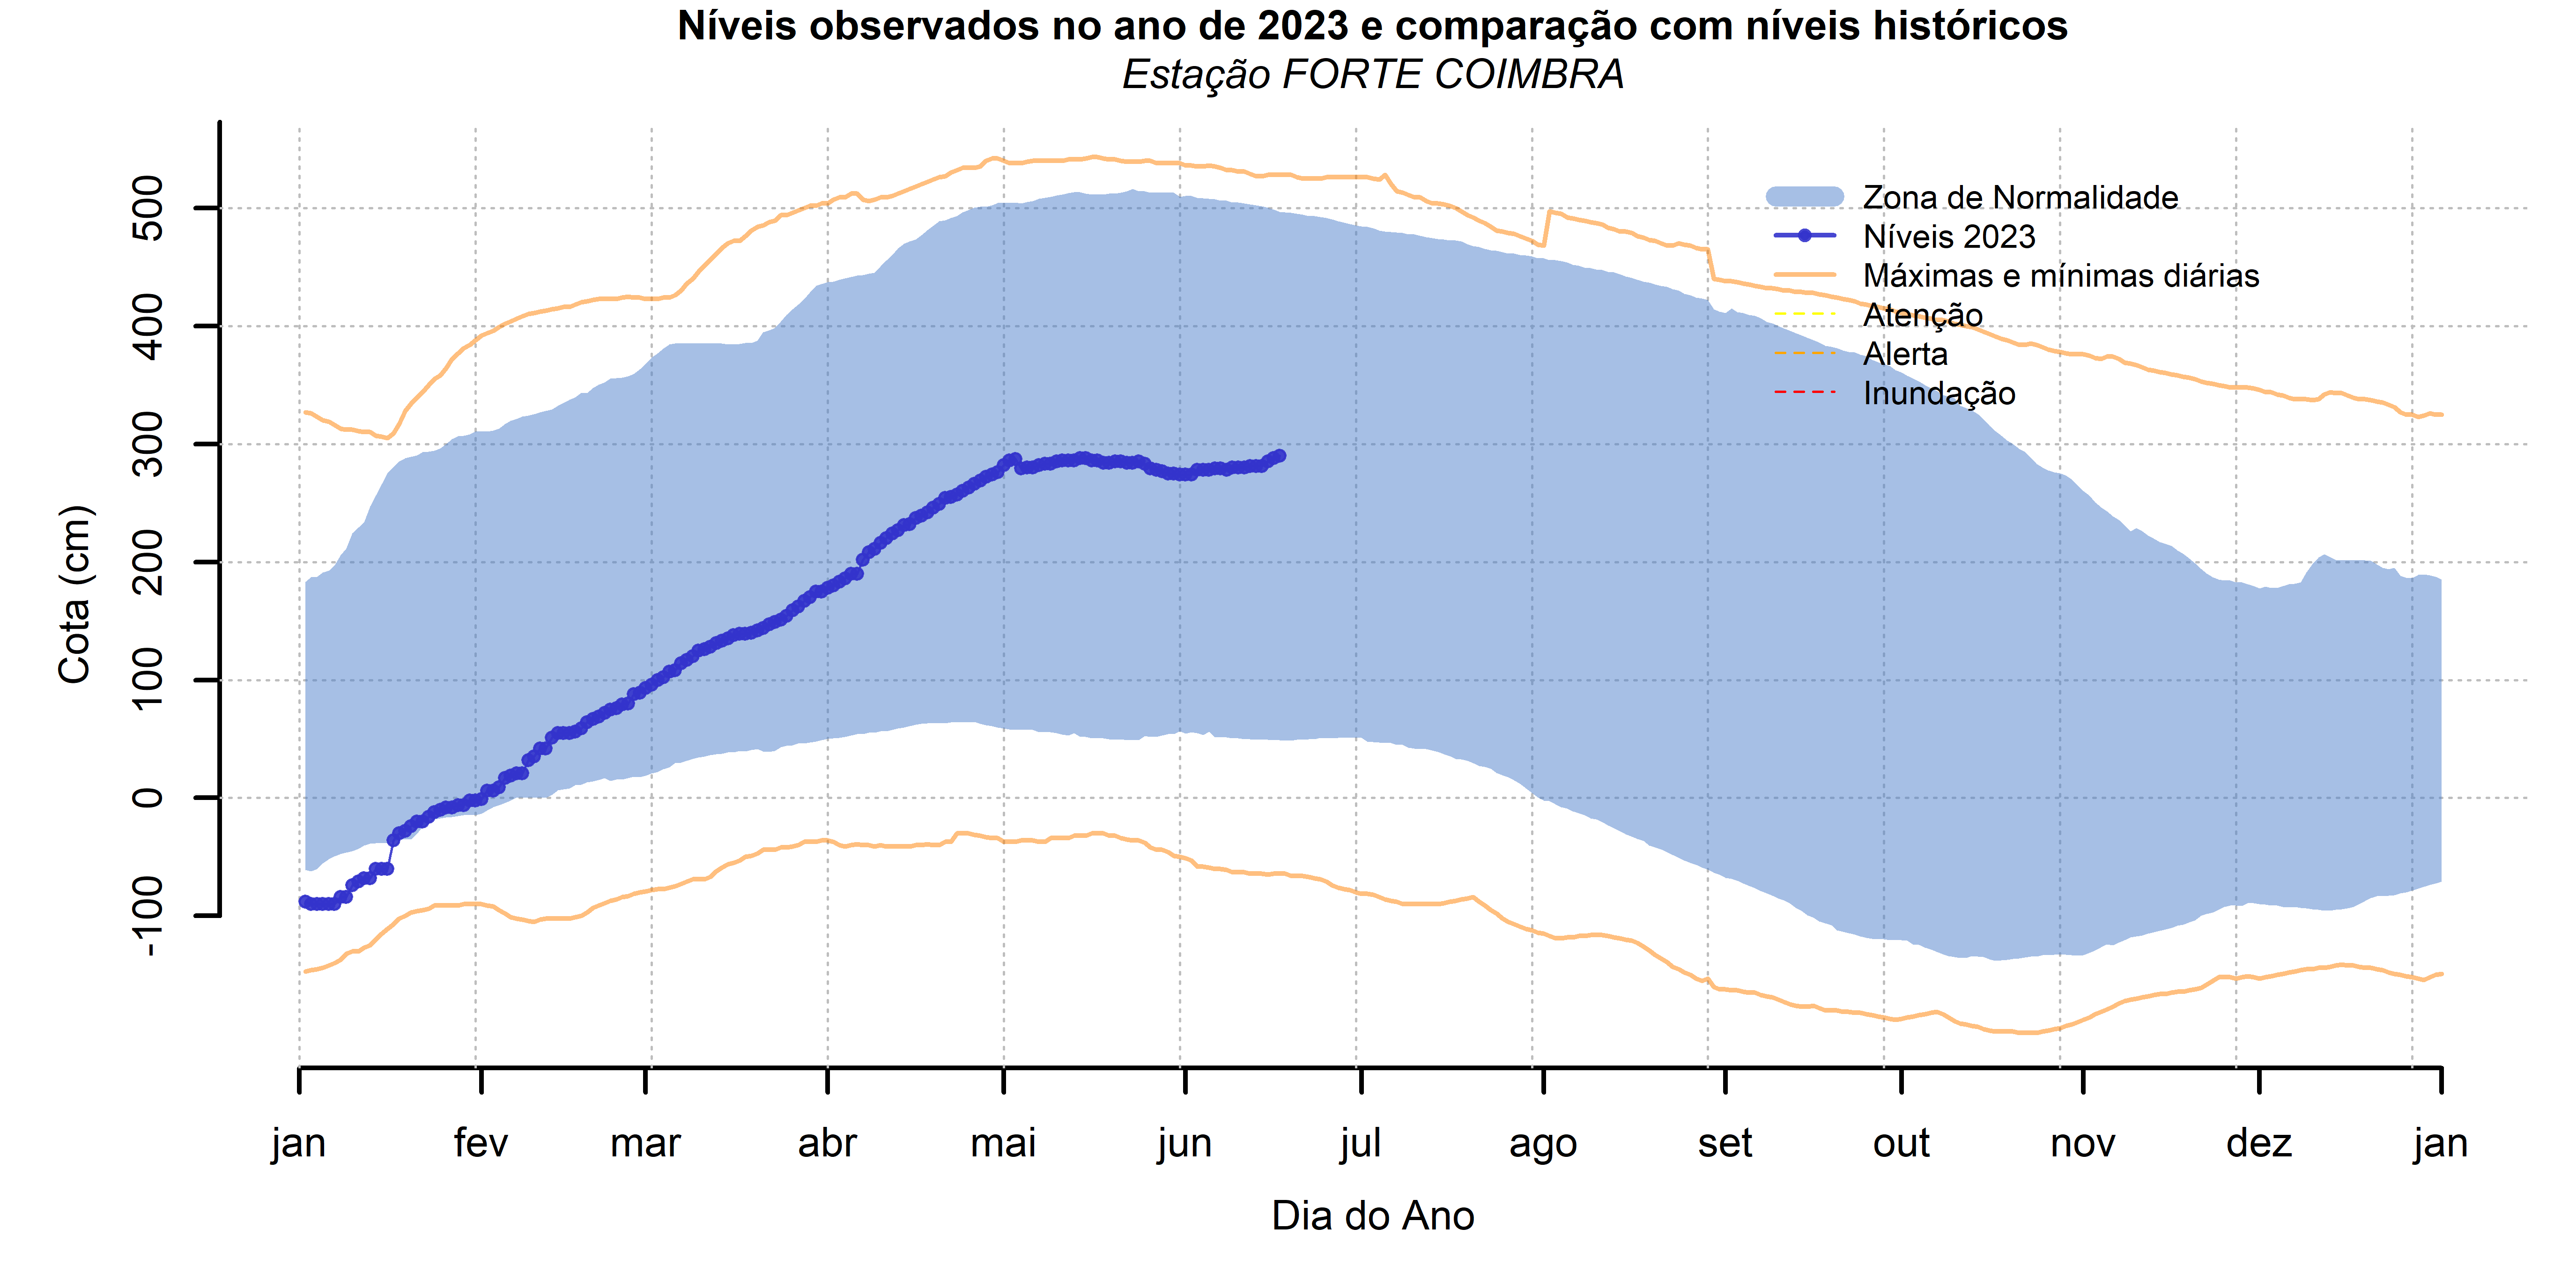 Níveis observados no ano de 2023 e comparação com níveis históricos
Estação FORTE COIMBRA
Cota (cm)
500
400
300
200
100
0
-100
Zona de Normalidade
Níveis 2023
Máximas e mínimas diárias
Atenção
Alerta
Inundação
jan fev mar abr mai jun jul ago set out nov dez jan
Dia do Ano